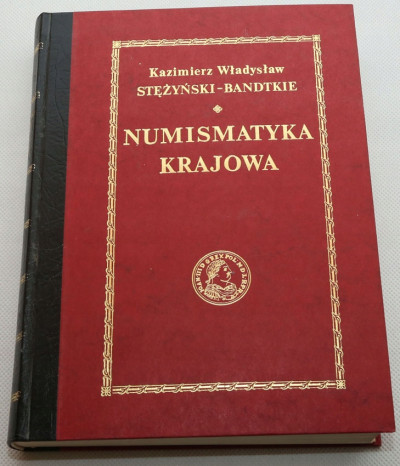 Kazimierz Władysław
STĘŻYŃSKI-BANDTKIE
NUMISMATYKA
KRAJOWA